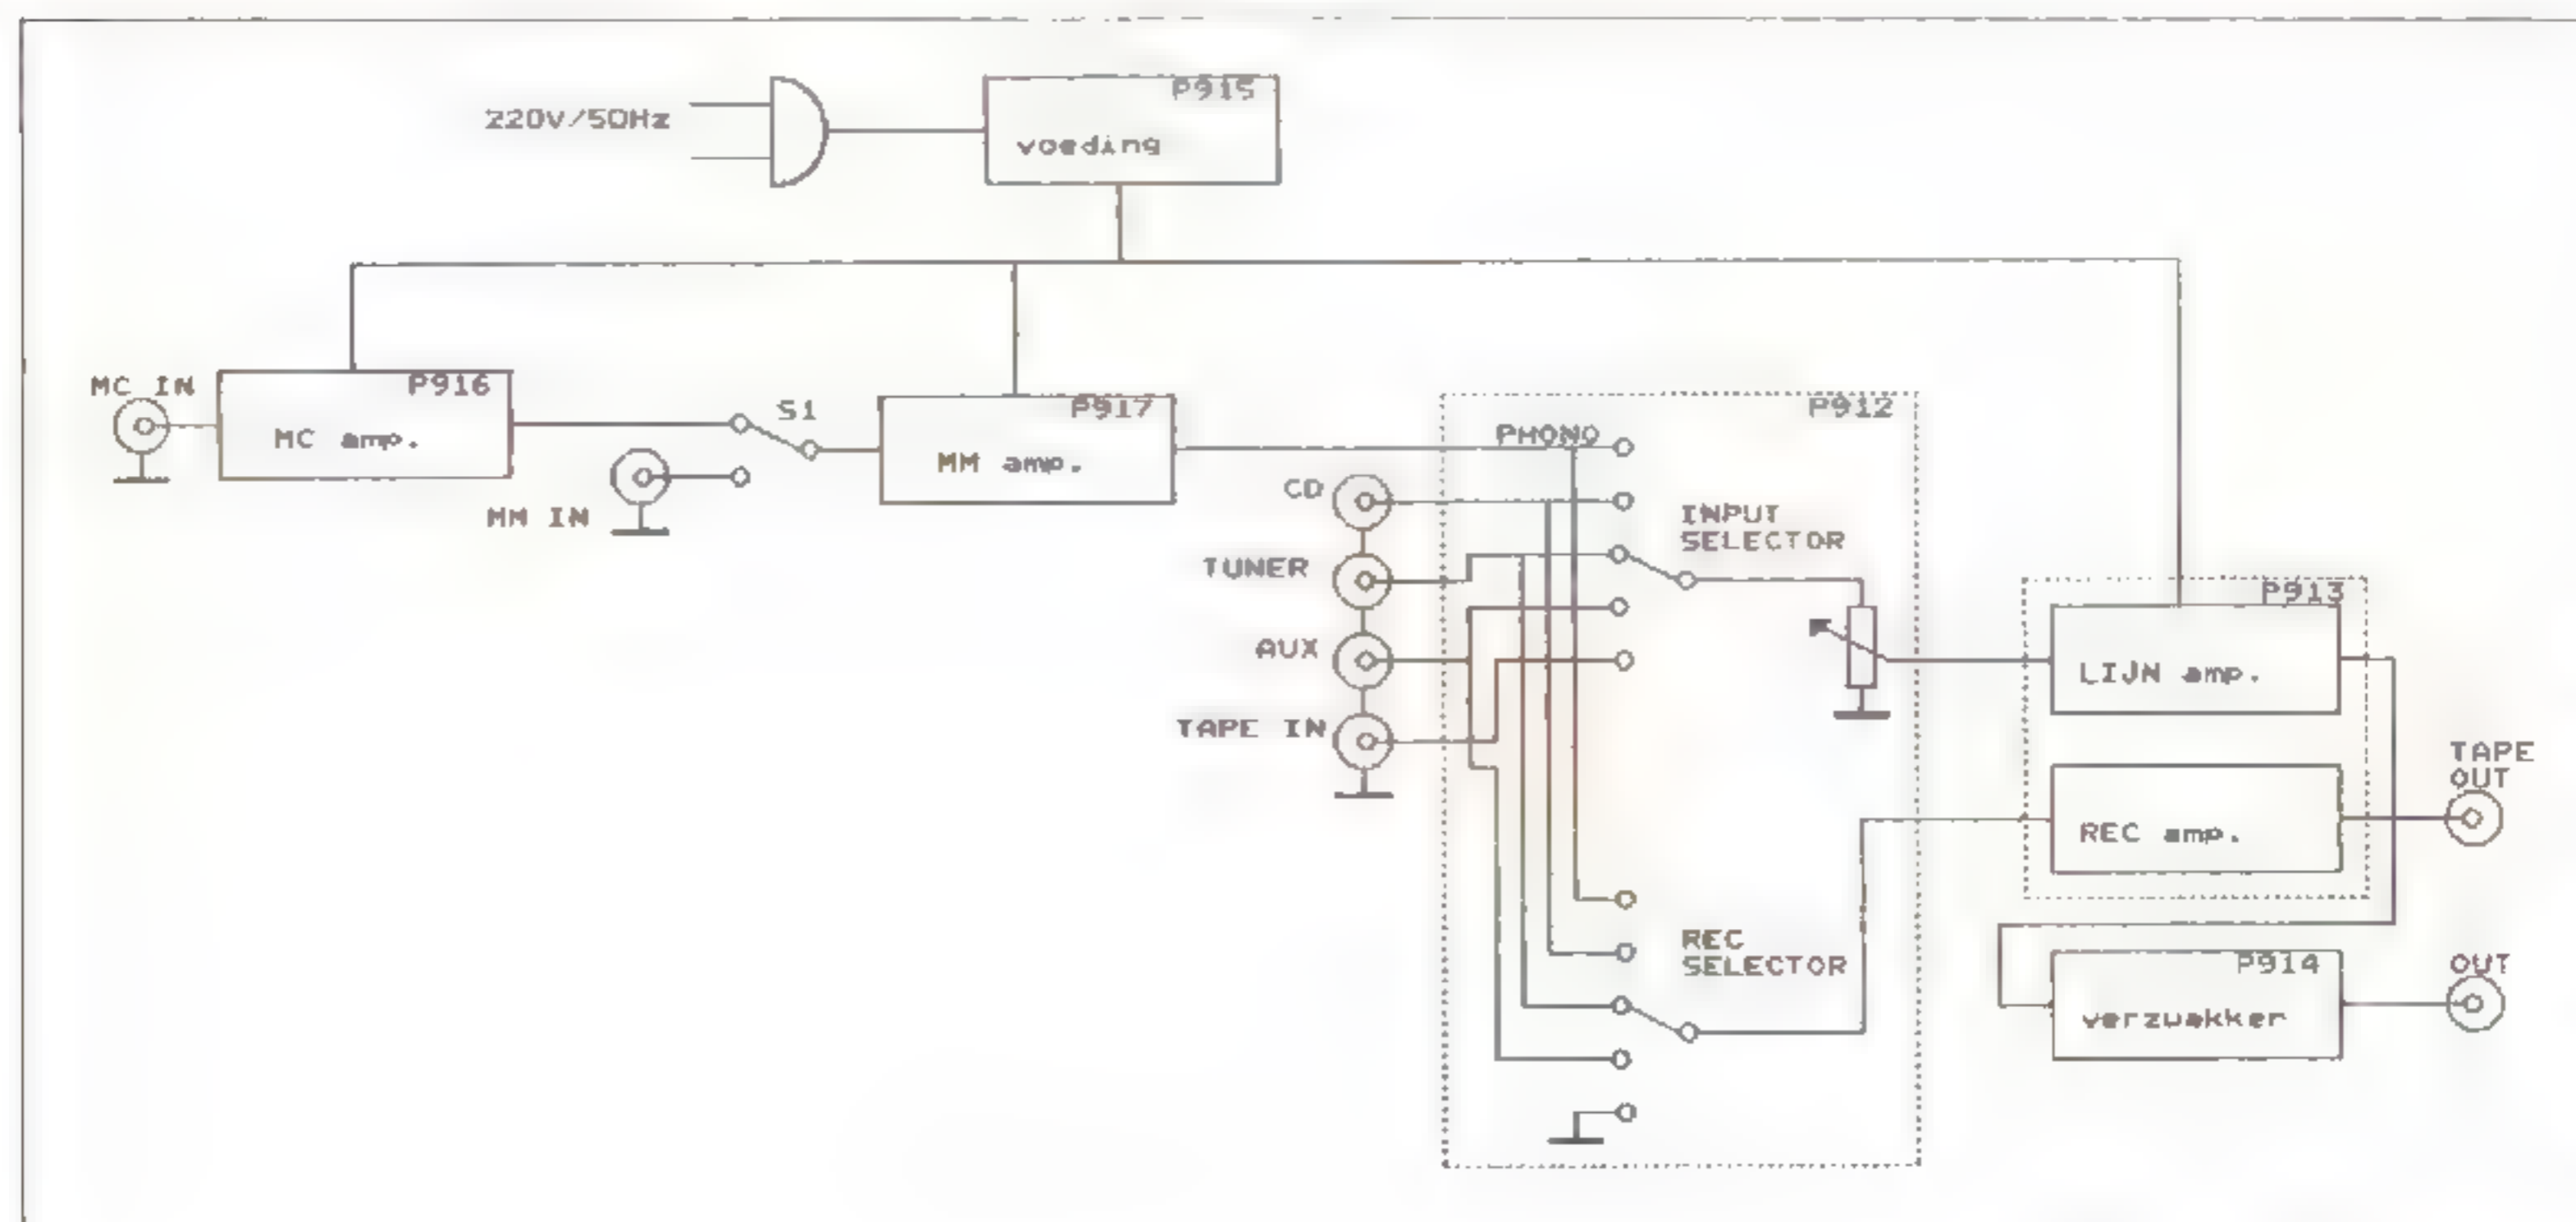 P915
220V/50Hz
voeding
MC IN
P916
MC amp.
S1
MM IN
P917
MM amp.
P912
PHONO
CD
INPUT
SELECTOR
TUNER
AUX
TAPE IN
P913
LIJN amp.
TAPE
OUT
REC amp.
REC
SELECTOR
P914
OUT
verzwakker